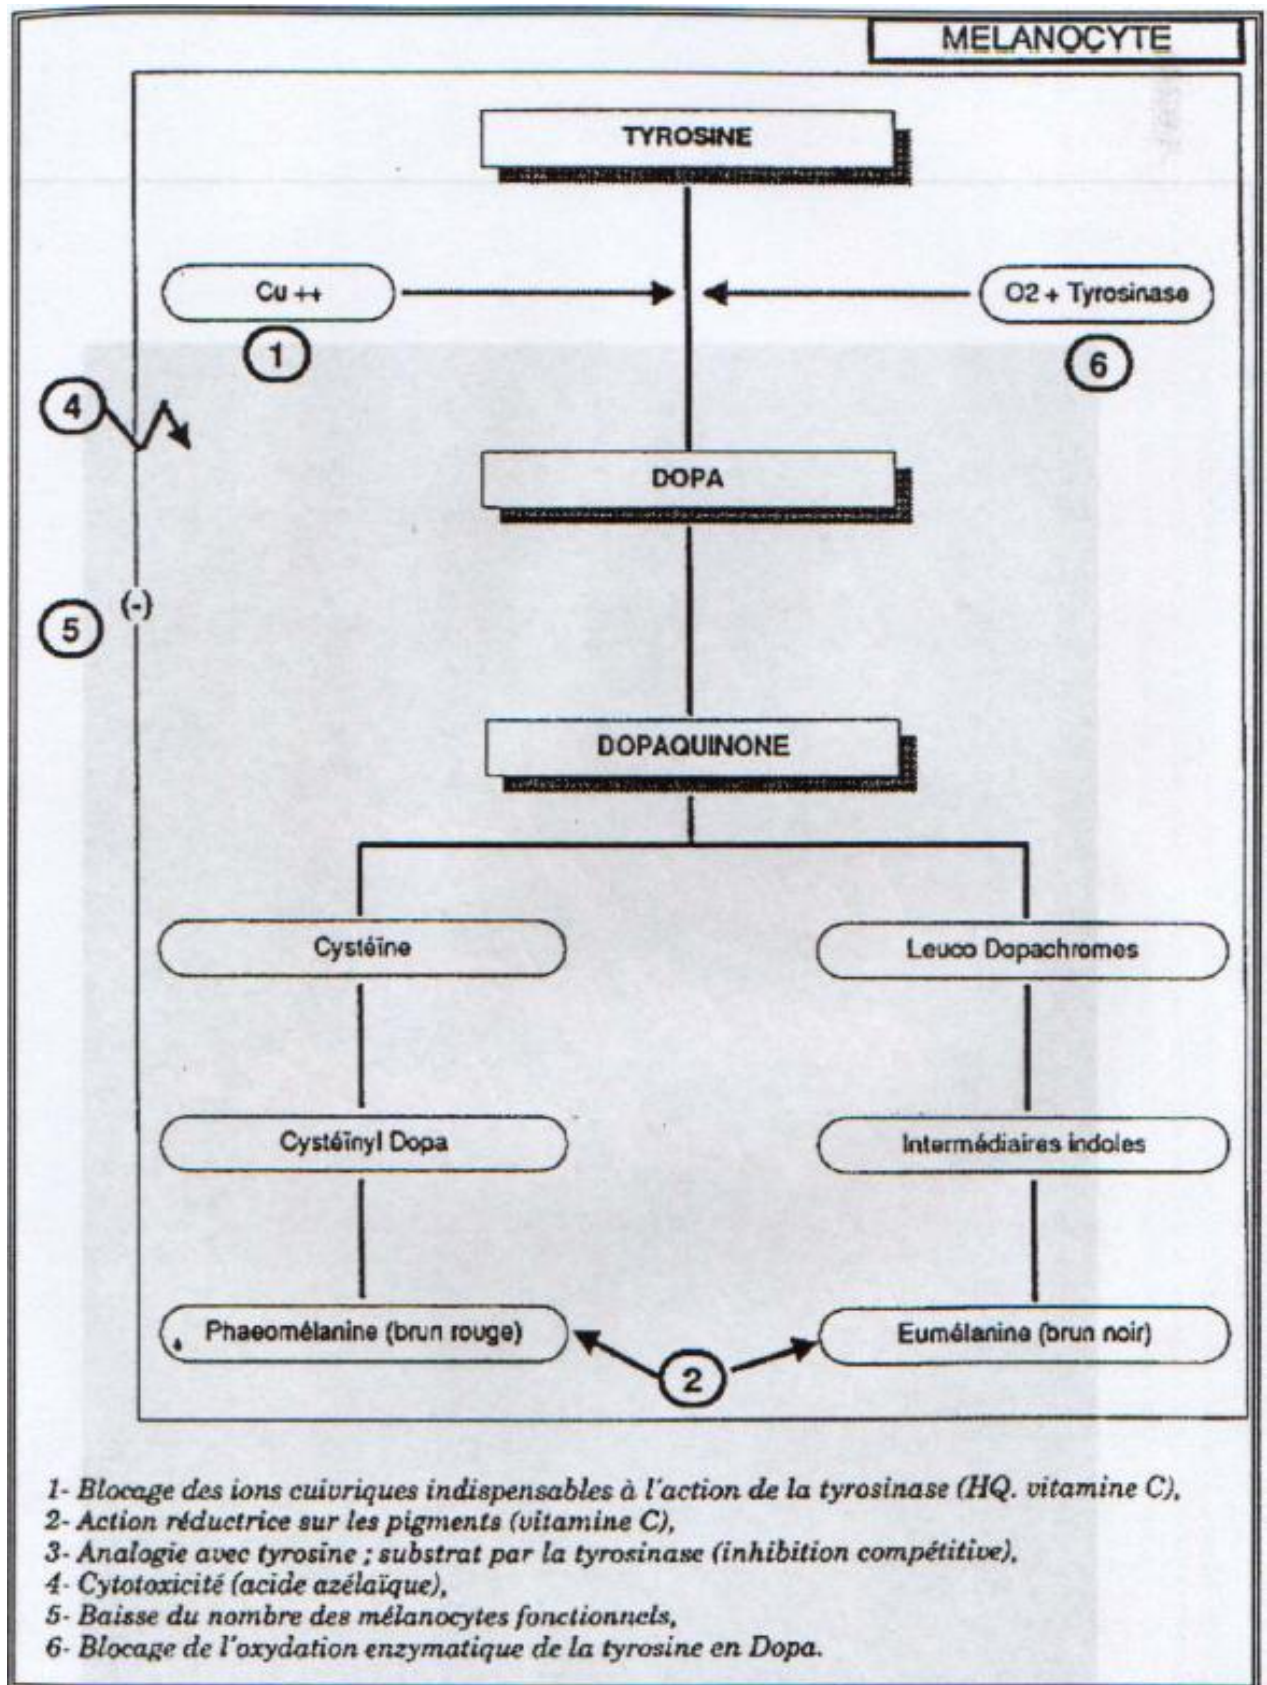 MELANOCYTE
TYROSINE
Cu ++
O2 + Tyrosinase
1
6
4
DOPA
(-)
5
DOPAQUINONE
Cystéïne
Leuco Dopachromes
Cystéïnyl Dopa
Intermédiaires indoles
Phaeomélanine (brun rouge)
Eumélanine (brun noir)
2
1- Blocage des ions cuivriques indispensables à l'action de la tyrosinase (HQ. vitamine C),
2- Action réductrice sur les pigments (vitamine C),
3- Analogie avec tyrosine ; substrat par la tyrosinase (inhibition compétitive),
4- Cytotoxicité (acide azélaïque),
5- Baisse du nombre des mélanocytes fonctionnels,
6- Blocage de l'oxydation enzymatique de la tyrosine en Dopa.